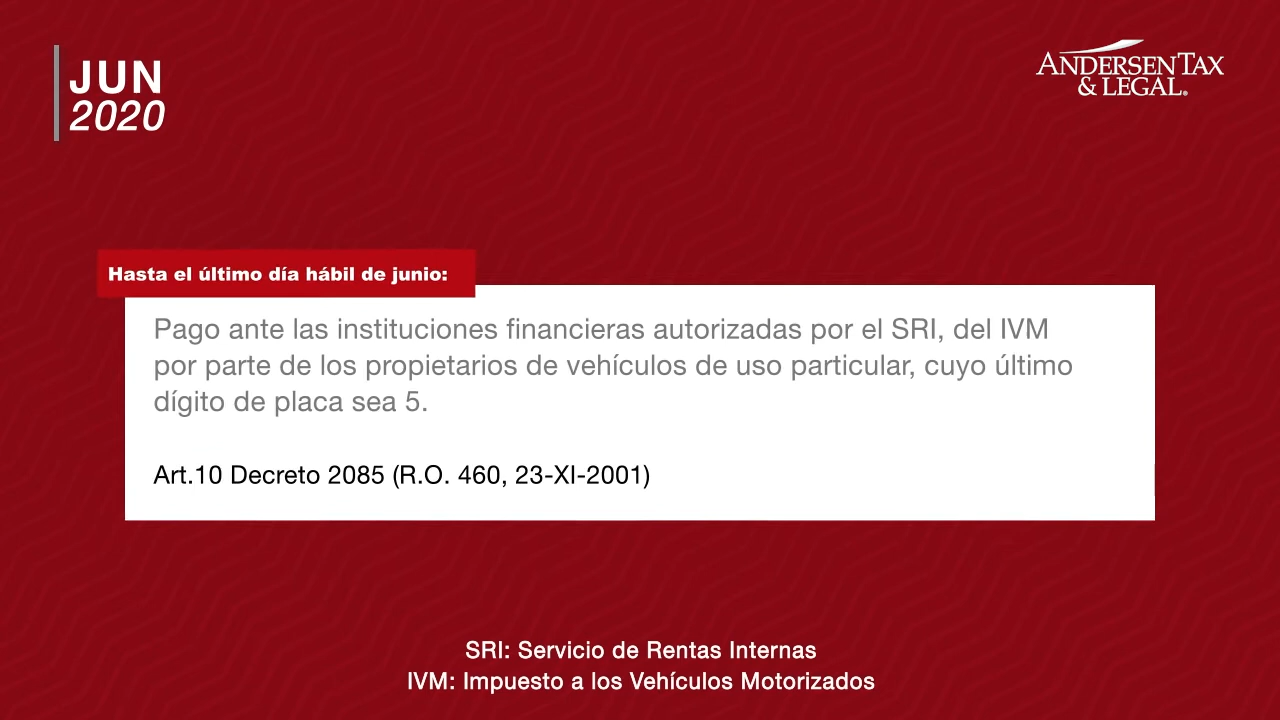 JUN
2020
ANDERSEN TAX
& LEGAL®
Hasta el último día hábil de junio:
Pago ante las instituciones financieras autorizadas por el SRI, del IVM
por parte de los propietarios de vehículos de uso particular, cuyo último
dígito de placa sea 5.
Art.10 Decreto 2085 (R.O. 460, 23-XI-2001)
SRI: Servicio de Rentas Internas
IVM: Impuesto a los Vehículos Motorizados